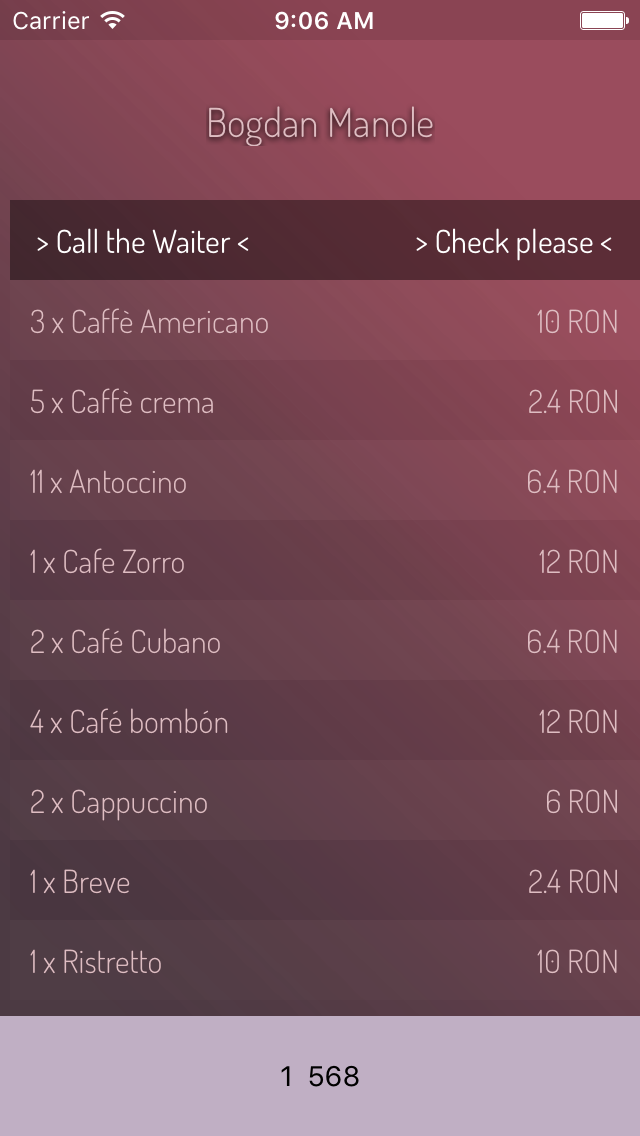 Carrier 9:06 AM
Bogdan Manole
> Call the Waiter < > Check please <
3 x Caffè Americano 10 RON
5 x Caffè crema 2.4 RON
11 x Antoccino 6.4 RON
1 x Cafe Zorro 12 RON
2 x Café Cubano 6.4 RON
4 x Café bombón 12 RON
2 x Cappuccino 6 RON
1 x Breve 2.4 RON
1 x Ristretto 10 RON
1 568